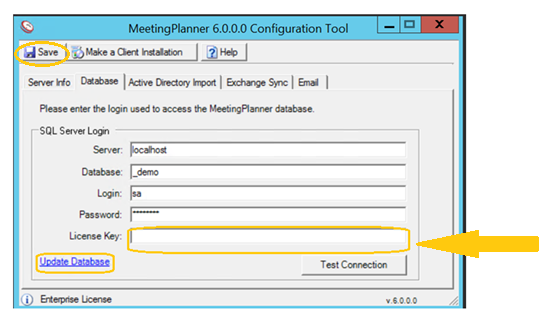 MeetingPlanner 6.0.0.0 Configuration Tool
Save Make a Client Installation ? Help
Server Info Database Active Directory Import Exchange Sync Email
Please enter the login used to access the MeetingPlanner database.
SQL Server Login
Server: localhost
Database: _demo
Login: sa
Password: ********
License Key:
Update Database Test Connection
Enterprise License v.6.0.0.0